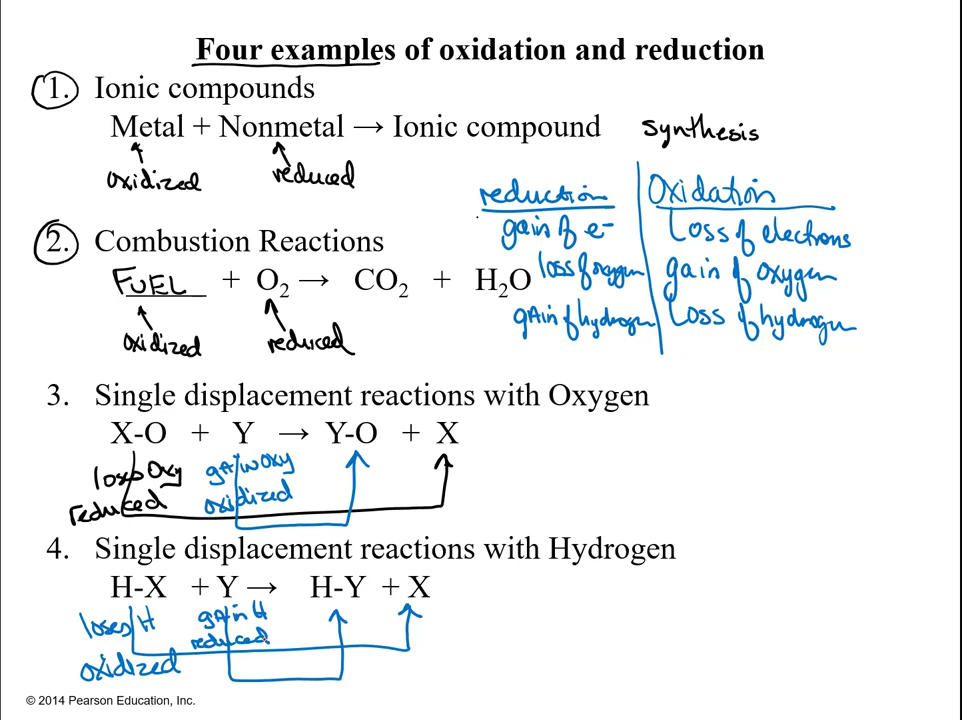 Four examples of oxidation and reduction
1. Ionic compounds
Metal + Nonmetal → Ionic compound synthesis
oxidized reduced
reduction Oxidation
gain of e- Loss of electrons
loss of oxygen gain of oxygen
gain of hydrogen Loss of hydrogen
2. Combustion Reactions
FUEL + O₂ → CO₂ + H₂O
oxidized reduced
3. Single displacement reactions with Oxygen
X-O + Y → Y-O + X
loses Oxy gain oxy
reduced oxidized
4. Single displacement reactions with Hydrogen
H-X + Y → H-Y + X
loses H gain H
oxidized reduced
© 2014 Pearson Education, Inc.